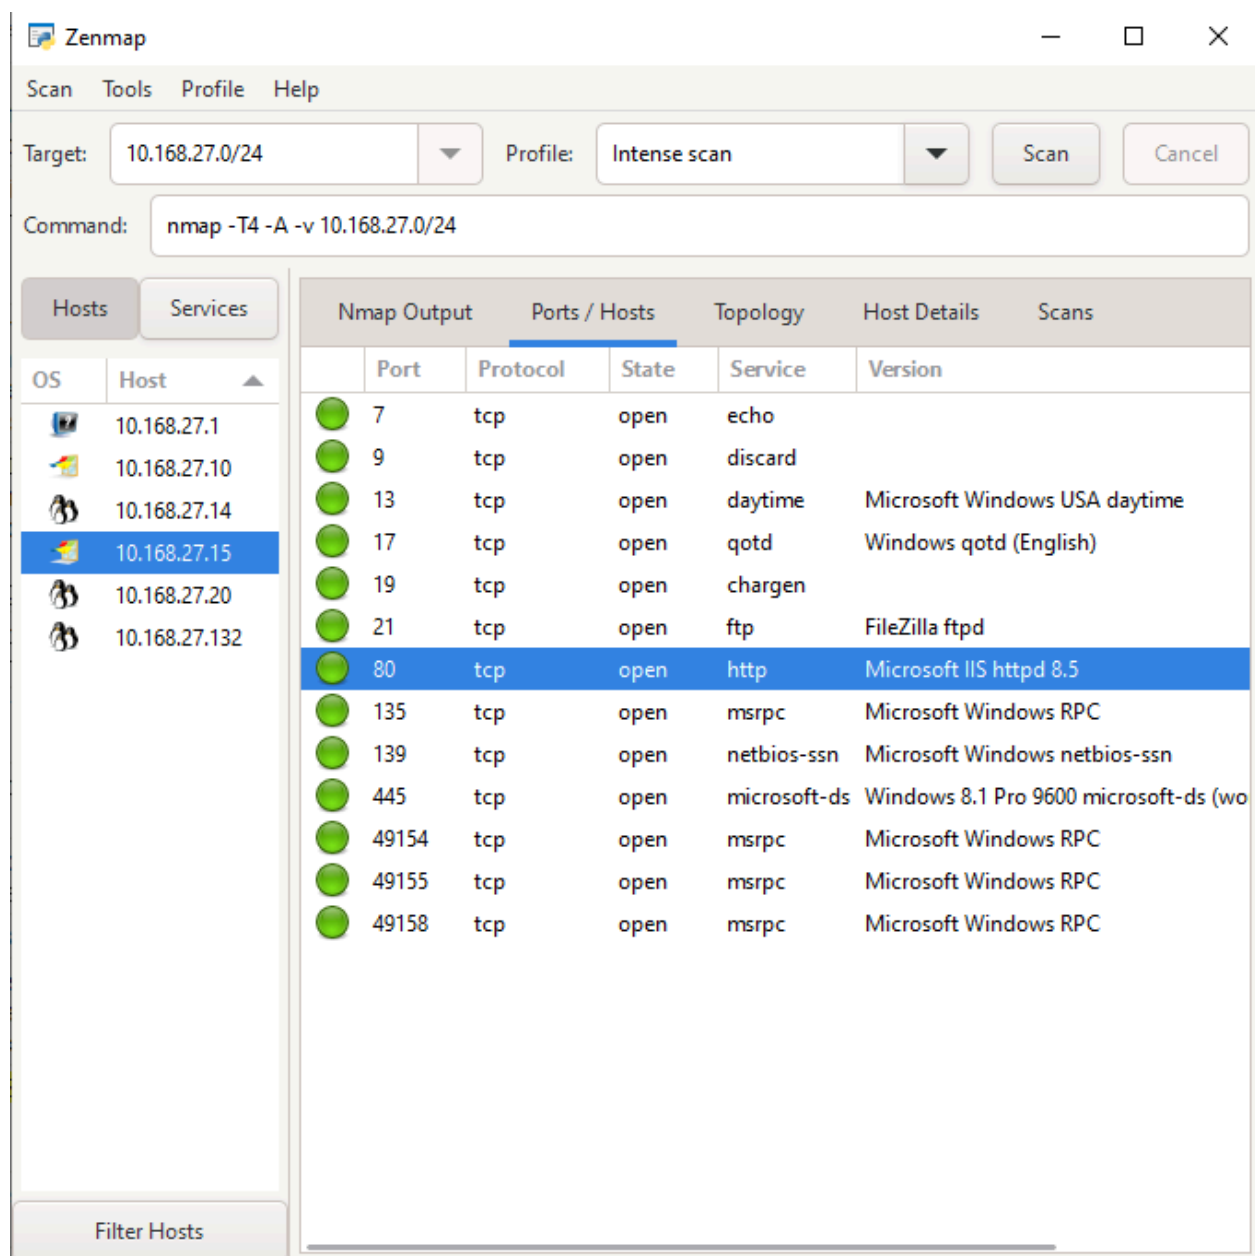 Zenmap
Scan Tools Profile Help
Target: 10.168.27.0/24 Profile: Intense scan Scan Cancel
Command: nmap -T4 -A -v 10.168.27.0/24
Hosts Services
Nmap Output Ports / Hosts Topology Host Details Scans
OS Host
10.168.27.1
10.168.27.10
10.168.27.14
10.168.27.15
10.168.27.20
10.168.27.132
Port Protocol State Service Version
7 tcp open echo
9 tcp open discard
13 tcp open daytime Microsoft Windows USA daytime
17 tcp open qotd Windows qotd (English)
19 tcp open chargen
21 tcp open ftp FileZilla ftpd
80 tcp open http Microsoft IIS httpd 8.5
135 tcp open msrpc Microsoft Windows RPC
139 tcp open netbios-ssn Microsoft Windows netbios-ssn
445 tcp open microsoft-ds Windows 8.1 Pro 9600 microsoft-ds (wo
49154 tcp open msrpc Microsoft Windows RPC
49155 tcp open msrpc Microsoft Windows RPC
49158 tcp open msrpc Microsoft Windows RPC
Filter Hosts